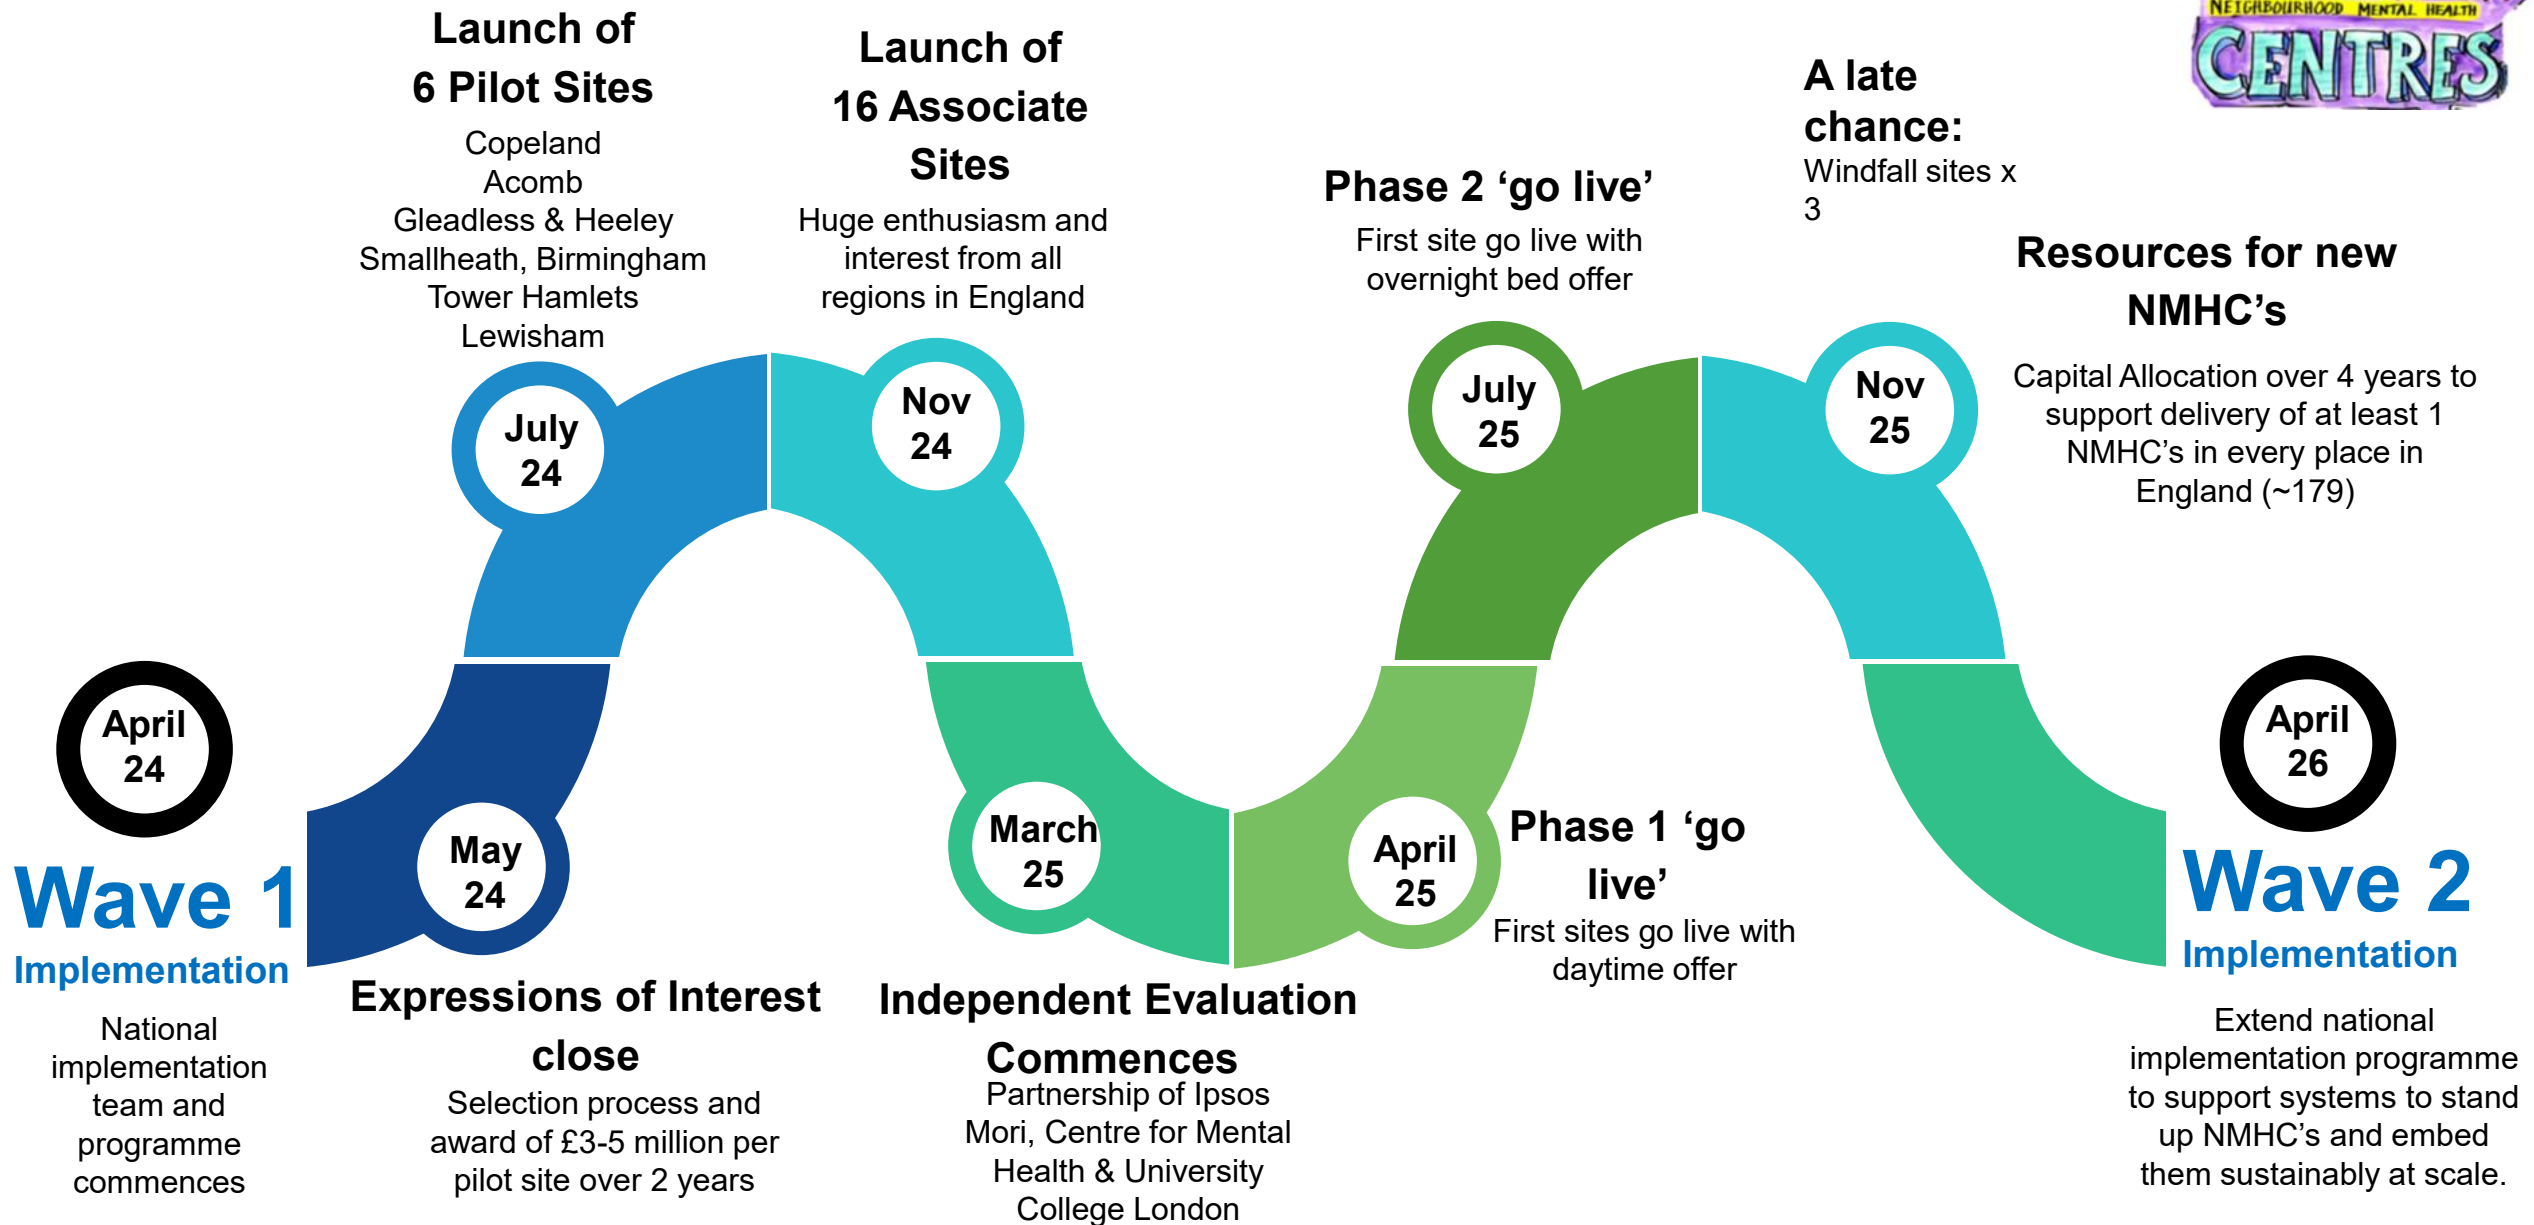 NEIGHBOURHOOD MENTAL HEALTH
CENTRES
April
24
Wave 1
Implementation
National
implementation
team and
programme
commences
May
24
Expressions of Interest
close
Selection process and
award of £3-5 million per
pilot site over 2 years
Launch of
6 Pilot Sites
Copeland
Acomb
Gleadless & Heeley
Smallheath, Birmingham
Tower Hamlets
Lewisham
July
24
Launch of
16 Associate
Sites
Huge enthusiasm and
interest from all
regions in England
Nov
24
March
25
Independent Evaluation
Commences
Partnership of Ipsos
Mori, Centre for Mental
Health & University
College London
April
25
Phase 1 ‘go
live’
First sites go live with
daytime offer
Phase 2 ‘go live’
First site go live with
overnight bed offer
July
25
A late
chance:
Windfall sites x
3
Nov
25
Resources for new
NMHC’s
Capital Allocation over 4 years to
support delivery of at least 1
NMHC’s in every place in
England (~179)
April
26
Wave 2
Implementation
Extend national
implementation programme
to support systems to stand
up NMHC’s and embed
them sustainably at scale.